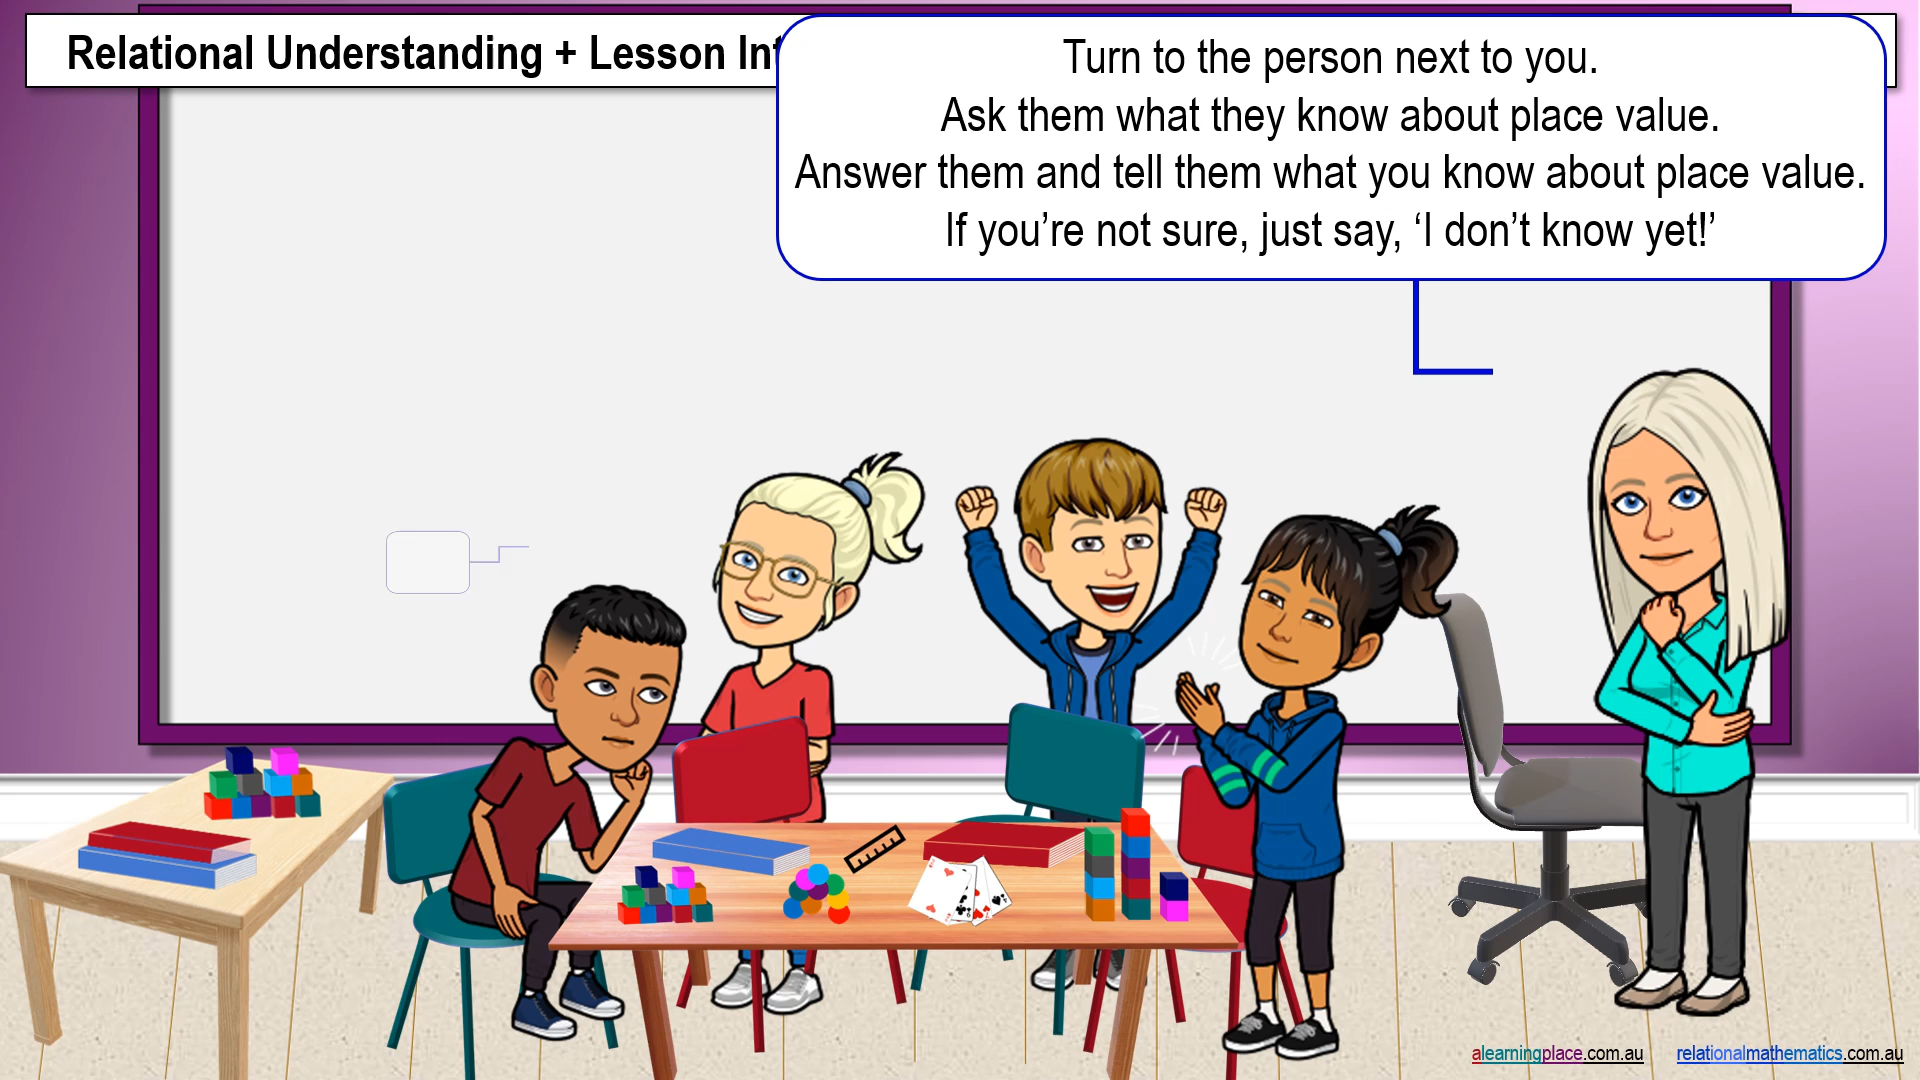 Relational Understanding + Lesson Int
Turn to the person next to you.
Ask them what they know about place value.
Answer them and tell them what you know about place value.
If you’re not sure, just say, ‘I don’t know yet!’
alearningplace.com.au
relationalmathematics.com.au